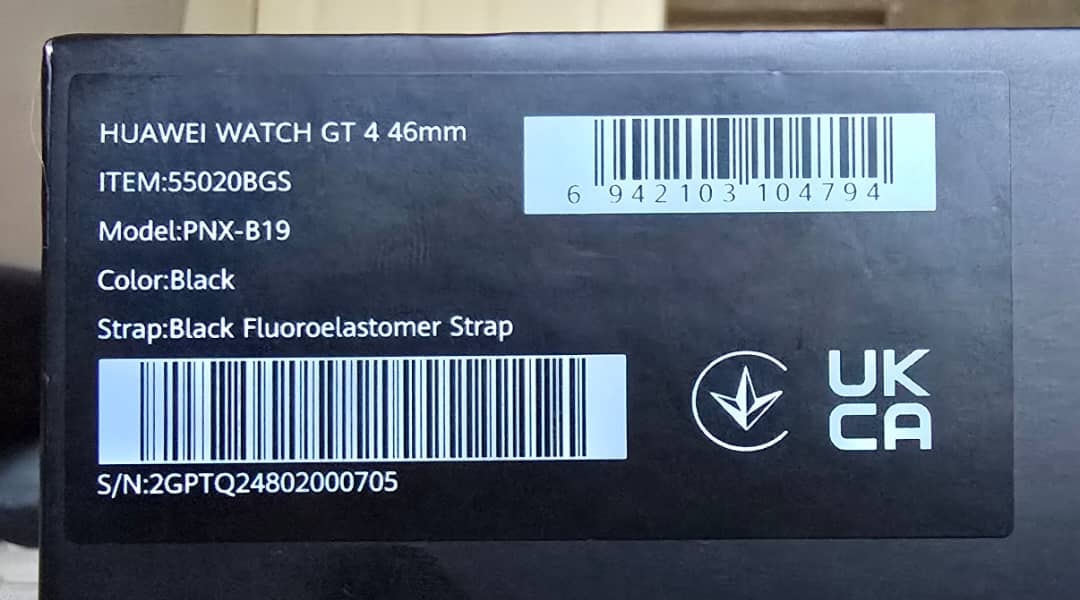 HUAWEI WATCH GT 4 46mm
ITEM:55020BGS
Model:PNX-B19
Color:Black
Strap:Black Fluoroelastomer Strap
S/N:2GPTQ24802000705
6 942103 104794
UK
CA